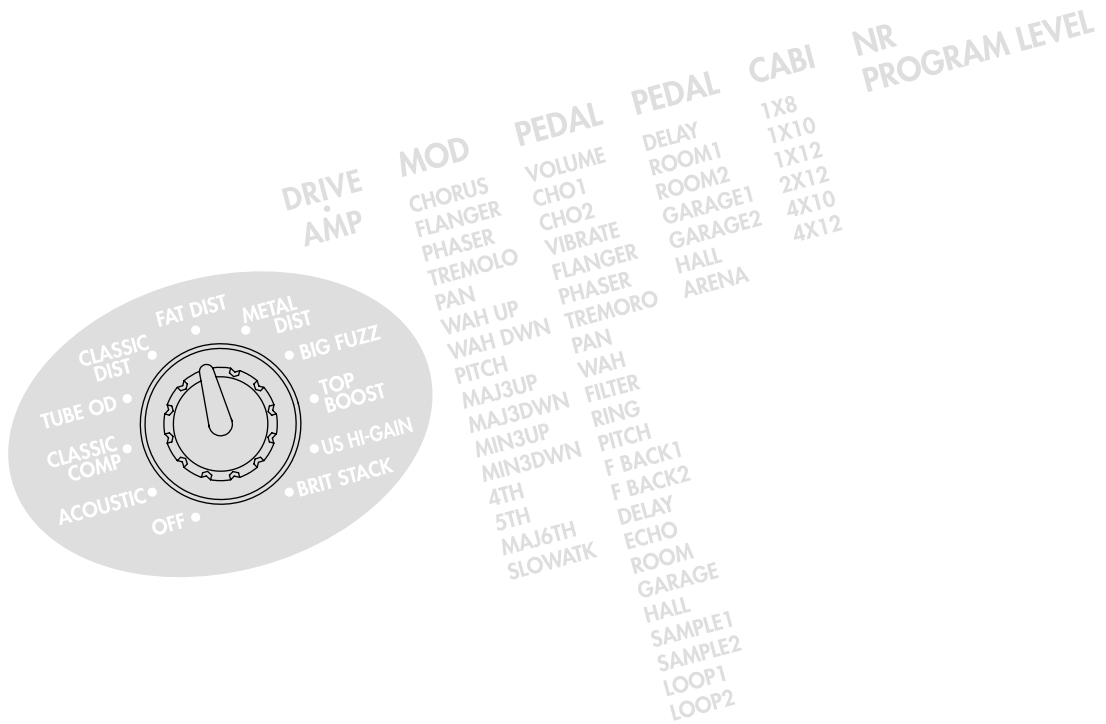 DRIVE
•
AMP
MOD
CHORUS
FLANGER
PHASER
TREMOLO
PAN
WAH UP
WAH DWN
PITCH
MAJ3UP
MAJ3DWN
MIN3UP
MIN3DWN
4TH
5TH
MAJ6TH
SLOWATK
PEDAL
VOLUME
CHO1
CHO2
VIBRATE
FLANGER
PHASER
TREMORO
PAN
WAH
FILTER
RING
PITCH
F BACK1
F BACK2
DELAY
ECHO
ROOM
GARAGE
HALL
SAMPLE1
SAMPLE2
LOOP1
LOOP2
PEDAL
DELAY
ROOM1
ROOM2
GARAGE1
GARAGE2
HALL
ARENA
CABI
1X8
1X10
1X12
2X12
4X10
4X12
NR
PROGRAM LEVEL
OFF
ACOUSTIC
CLASSIC
COMP
TUBE OD
CLASSIC
DIST
FAT DIST
METAL
DIST
BIG FUZZ
TOP
BOOST
US HI-GAIN
BRIT STACK